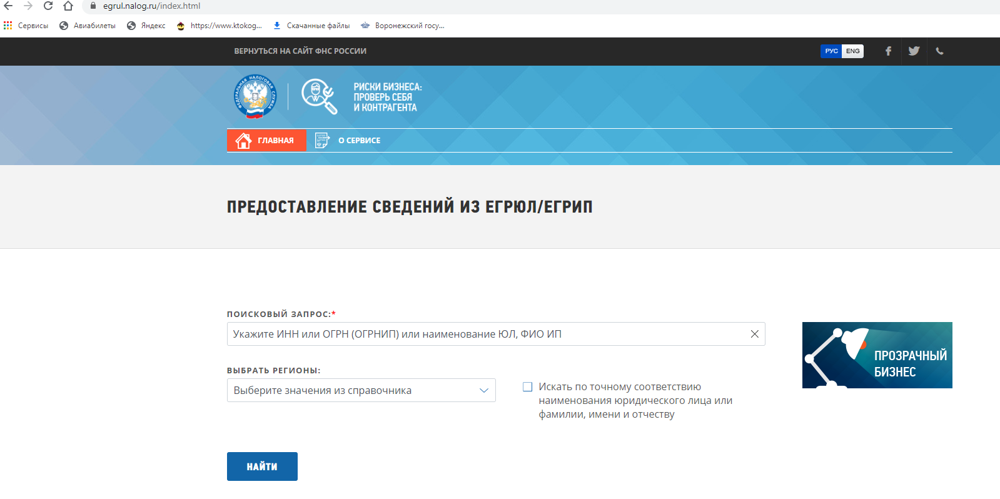 egrul.nalog.ru/index.html
Сервисы
Авиабилеты
Яндекс
https://www.ktokog...
Скачанные файлы
Воронежский госу...
ВЕРНУТЬСЯ НА САЙТ ФНС РОССИИ
РУС
ENG
ФЕДЕРАЛЬНАЯ НАЛОГОВАЯ СЛУЖБА
РИСКИ БИЗНЕСА:
ПРОВЕРЬ СЕБЯ
И КОНТРАГЕНТА
ГЛАВНАЯ
О СЕРВИСЕ
ПРЕДОСТАВЛЕНИЕ СВЕДЕНИЙ ИЗ ЕГРЮЛ/ЕГРИП
ПОИСКОВЫЙ ЗАПРОС:*
Укажите ИНН или ОГРН (ОГРНИП) или наименование ЮЛ, ФИО ИП
ПРОЗРАЧНЫЙ
БИЗНЕС
ВЫБРАТЬ РЕГИОНЫ:
Выберите значения из справочника
Искать по точному соответствию
наименования юридического лица или
фамилии, имени и отчеству
НАЙТИ